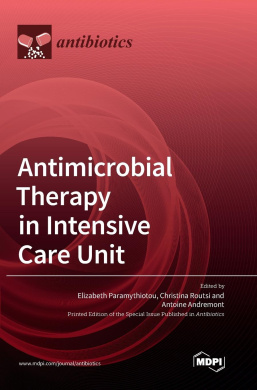 antibiotics
Antimicrobial
Therapy
in Intensive
Care Unit
Edited by
Elizabeth Paramythiotou, Christina Routsi and
Antoine Andremont
Printed Edition of the Special Issue Published in Antibiotics
www.mdpi.com/journal/antibiotics
MDPI